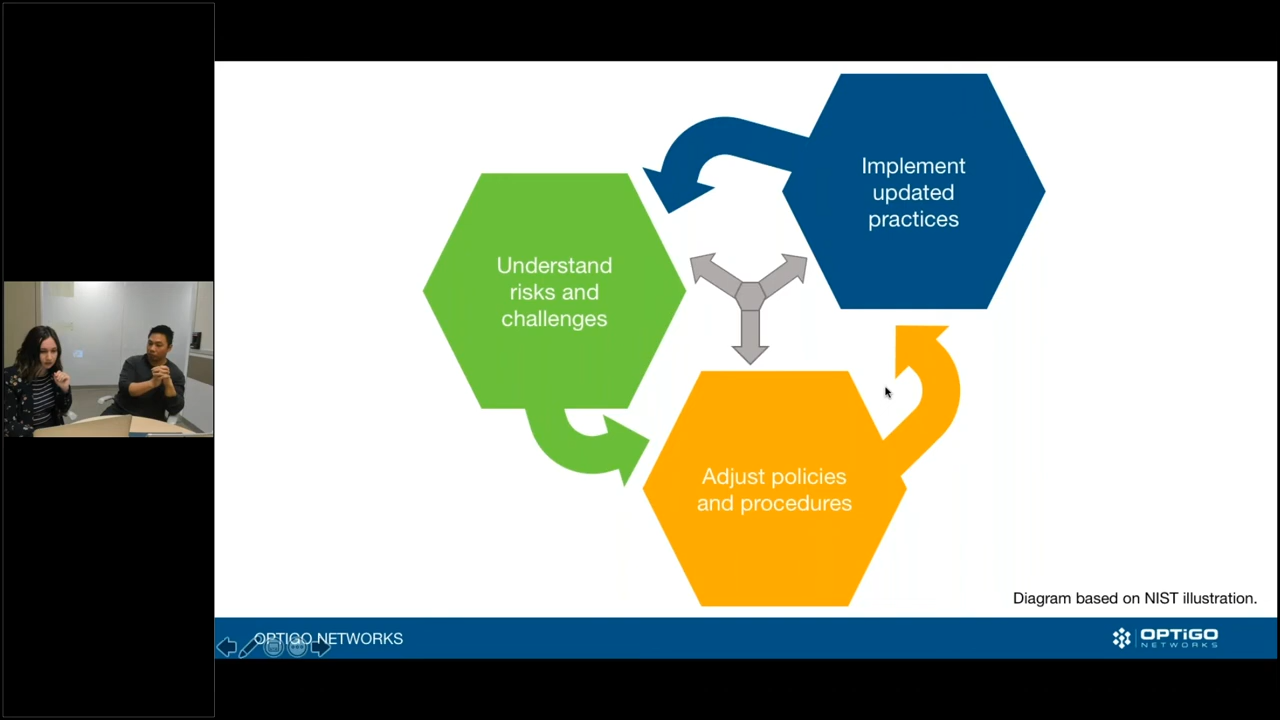 Implement
updated
practices
Understand
risks and
challenges
Adjust policies
and procedures
Diagram based on NIST illustration.
OPTIGO NETWORKS
OPTiGO
NETWORKS